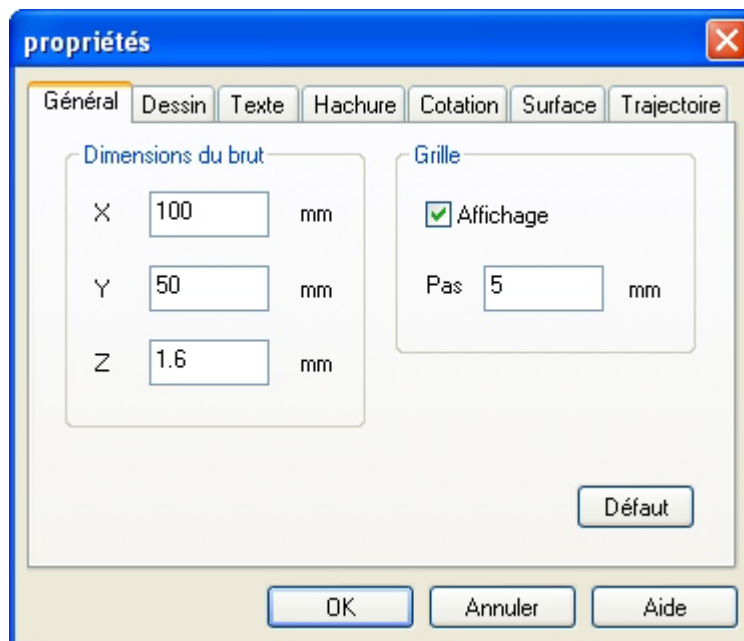 propriétés
Général Dessin Texte Hachure Cotation Surface Trajectoire
Dimensions du brut
X 100 mm
Y 50 mm
Z 1.6 mm
Grille
Affichage
Pas 5 mm
Défaut
OK Annuler Aide